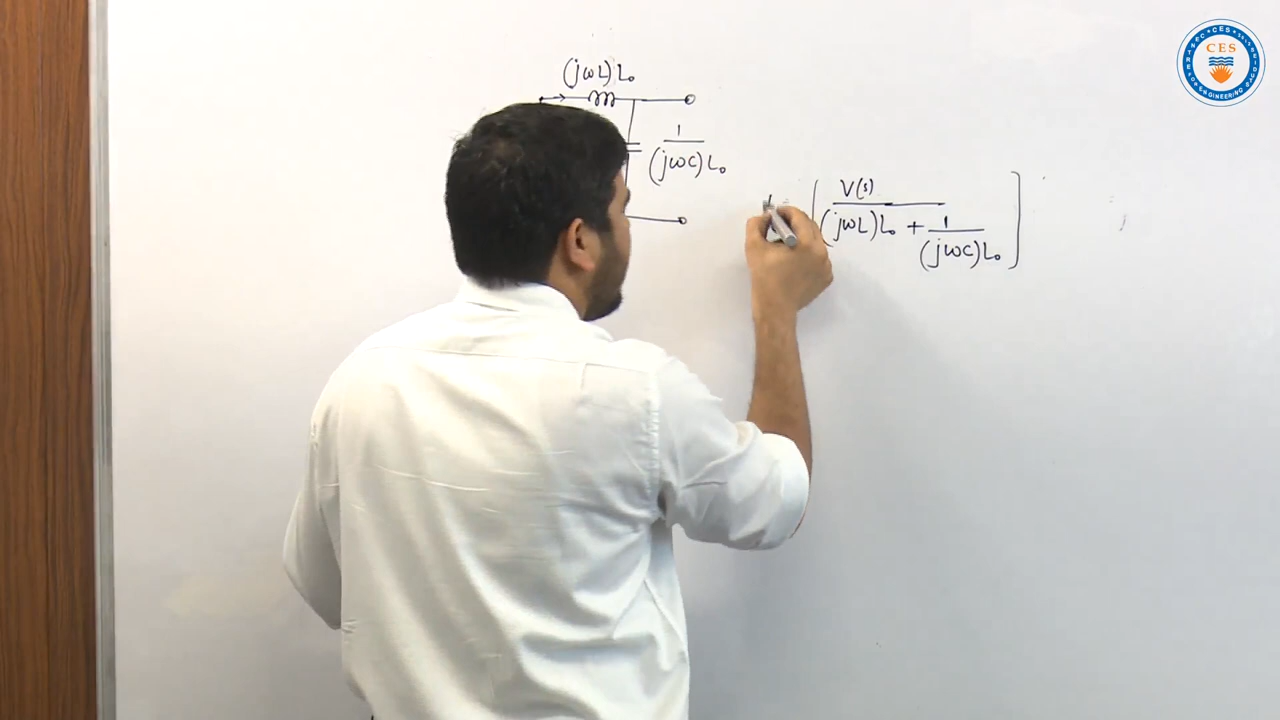 (jωL)L₀
1
(jωC)L₀
V(s)
(jωL)L₀ + 1
(jωC)L₀
CES